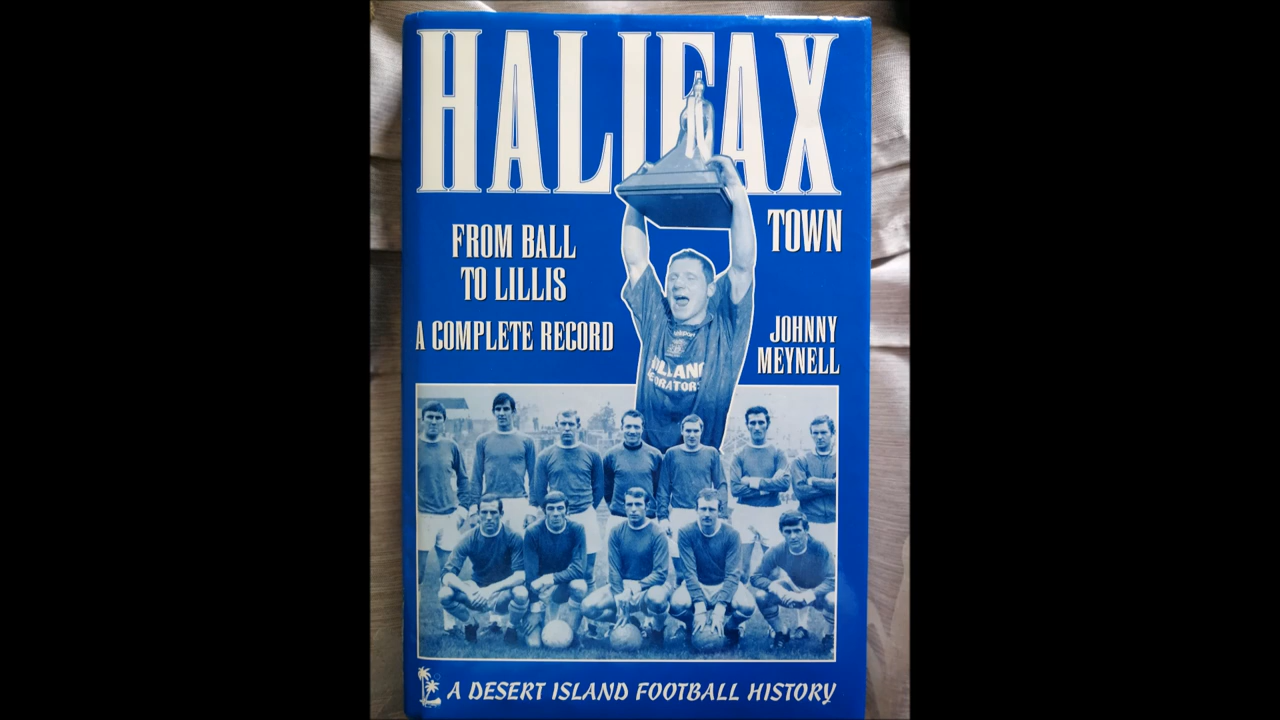 HALIFAX
TOWN
FROM BALL
TO LILLIS
A COMPLETE RECORD
JOHNNY
MEYNELL
A DESERT ISLAND FOOTBALL HISTORY